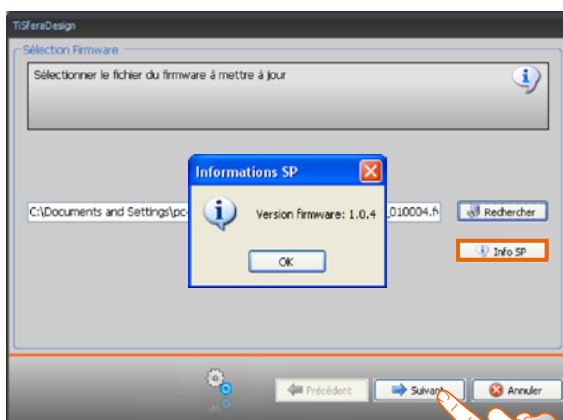 TiSferaDesign
Sélection Firmware
Sélectionner le fichier du firmware à mettre à jour
Informations SP
Version firmware: 1.0.4
OK
C:\Documents and Settings\pc-
_010004.f
Rechercher
Info SP
Précédent
Suivant
Annuler